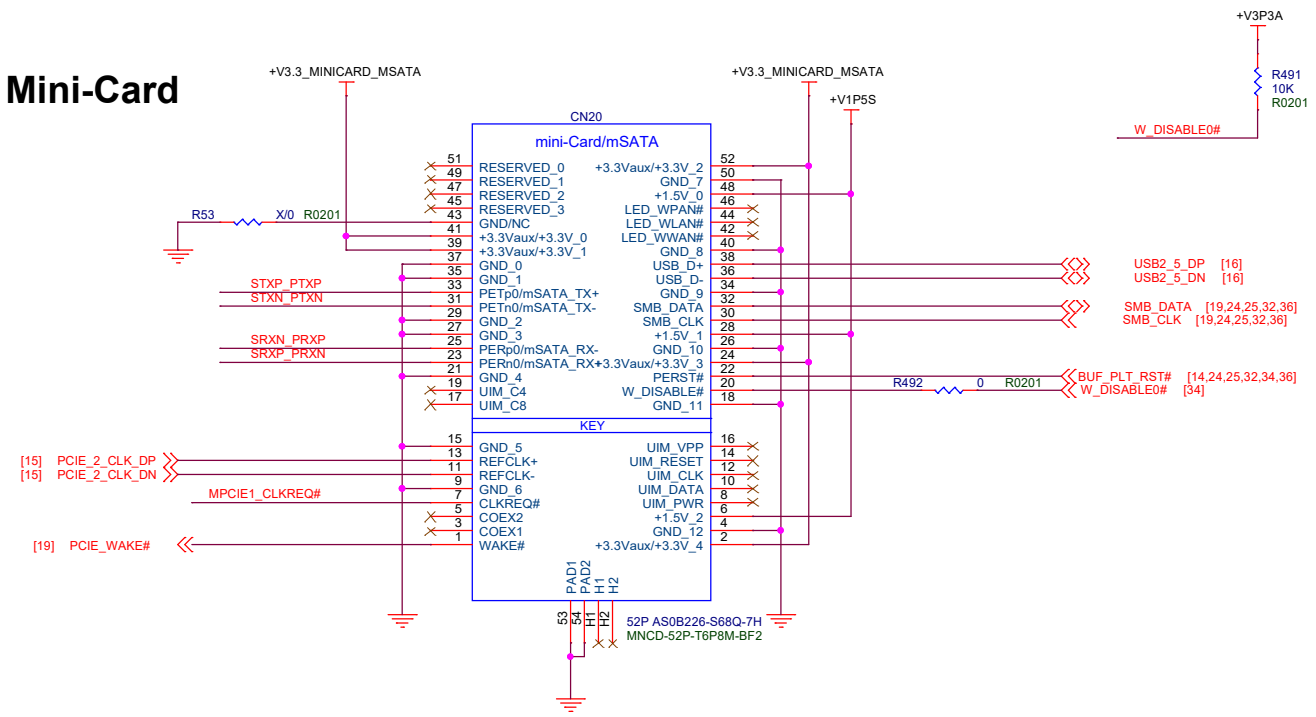 +V3P3A
Mini-Card
+V3.3_MINICARD_MSATA
+V3.3_MINICARD_MSATA
+V1P5S
R491
10K
R0201
W_DISABLE0#
CN20
mini-Card/mSATA
51 RESERVED_0 +3.3Vaux/+3.3V_2 52
49 RESERVED_1 GND_7 50
47 RESERVED_2 +1.5V_0 48
45 RESERVED_3 LED_WPAN# 46
R53 X/0 R0201 43 GND/NC LED_WLAN# 44
41 +3.3Vaux/+3.3V_0 LED_WWAN# 42
39 +3.3Vaux/+3.3V_1 GND_8 40
37 GND_0 USB_D+ 38 USB2_5_DP [16]
35 GND_1 USB_D- 36 USB2_5_DN [16]
STXP_PTXP 33 PETp0/mSATA_TX+ GND_9 34
STXN_PTXN 31 PETn0/mSATA_TX- SMB_DATA 32 SMB_DATA [19,24,25,32,36]
29 GND_2 SMB_CLK 30 SMB_CLK [19,24,25,32,36]
27 GND_3 +1.5V_1 28
SRXN_PRXP 25 PERp0/mSATA_RX- GND_10 26
SRXP_PRXN 23 PERn0/mSATA_RX+ +3.3Vaux/+3.3V_3 24
21 GND_4 PERST# 22 BUF_PLT_RST# [14,24,25,32,34,36]
19 UIM_C4 W_DISABLE# 20 R492 0 R0201 W_DISABLE0# [34]
17 UIM_C8 GND_11 18
KEY
15 GND_5 UIM_VPP 16
[15] PCIE_2_CLK_DP 13 REFCLK+ UIM_RESET 14
[15] PCIE_2_CLK_DN 11 REFCLK- UIM_CLK 12
9 GND_6 UIM_DATA 10
MPCIE1_CLKREQ# 7 CLKREQ# UIM_PWR 8
5 COEX2 +1.5V_2 6
3 COEX1 GND_12 4
[19] PCIE_WAKE# 1 WAKE# +3.3Vaux/+3.3V_4 2
PAD1 PAD2 H1 H2
53 54 H1 H2
52P AS0B226-S68Q-7H
MNCD-52P-T6P8M-BF2